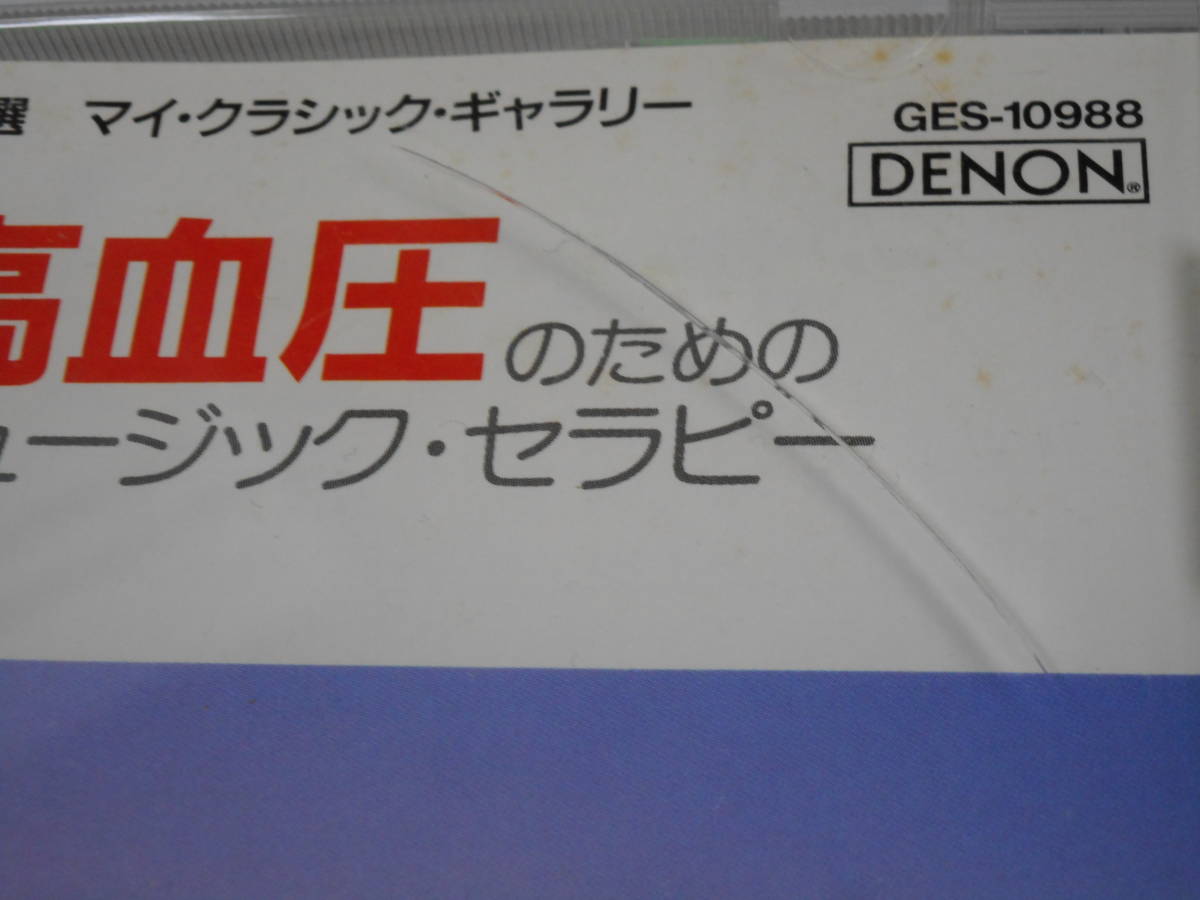 選 マイ・クラシック・ギャラリー
GES-10988
DENON®
高血圧のための
ュージック・セラピー